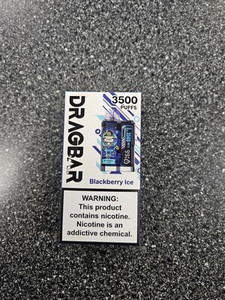 DRAGBAR
3500
PUFFS
Blackberry Ice
WARNING:
This product
contains nicotine.
Nicotine is an
addictive chemical.